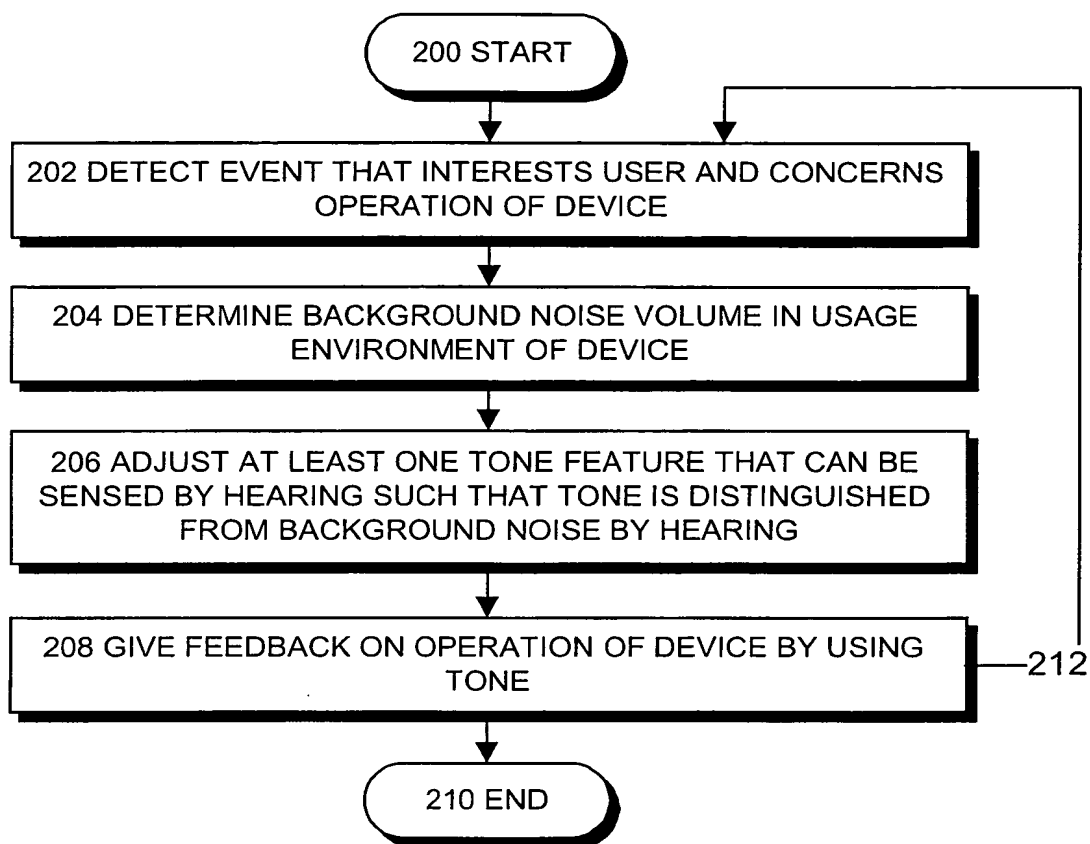 200 START
202 DETECT EVENT THAT INTERESTS USER AND CONCERNS
OPERATION OF DEVICE
204 DETERMINE BACKGROUND NOISE VOLUME IN USAGE
ENVIRONMENT OF DEVICE
206 ADJUST AT LEAST ONE TONE FEATURE THAT CAN BE
SENSED BY HEARING SUCH THAT TONE IS DISTINGUISHED
FROM BACKGROUND NOISE BY HEARING
208 GIVE FEEDBACK ON OPERATION OF DEVICE BY USING
TONE
212
210 END